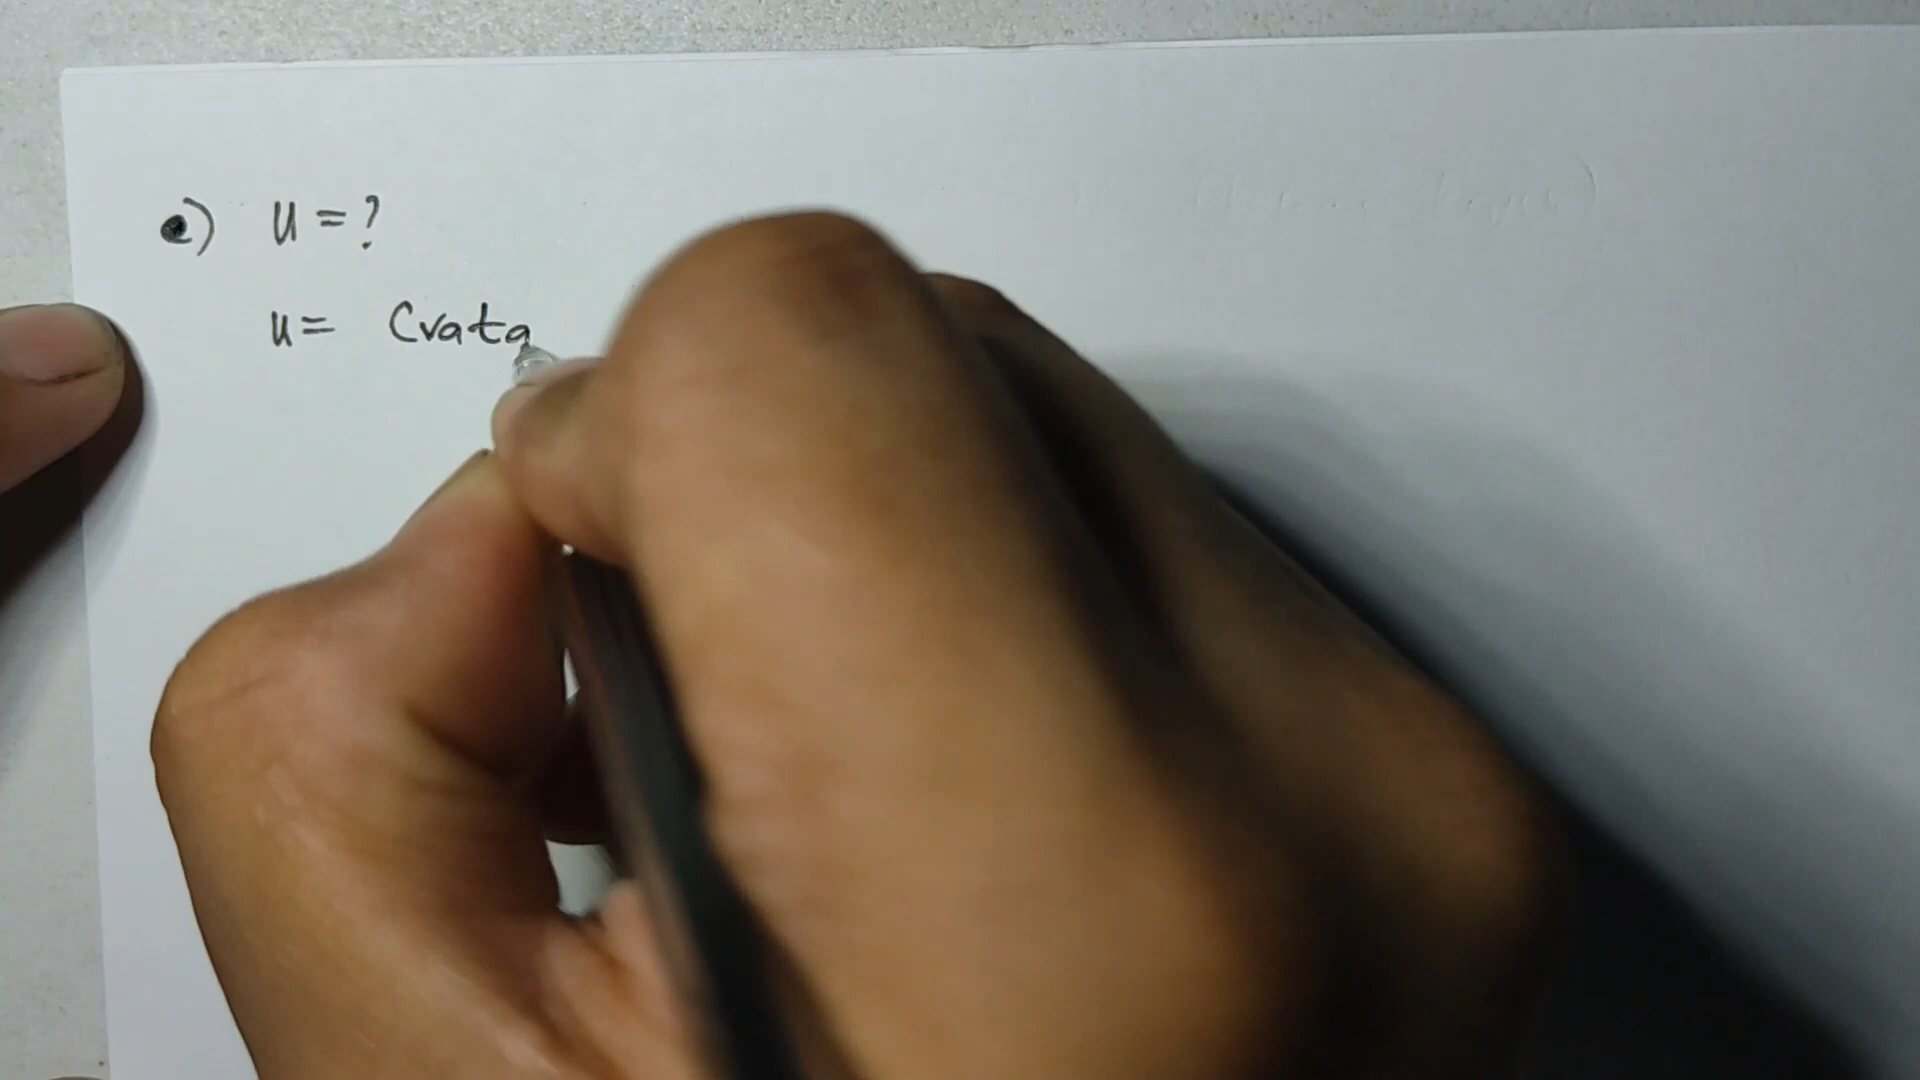 e) u = ?
u = Cvata